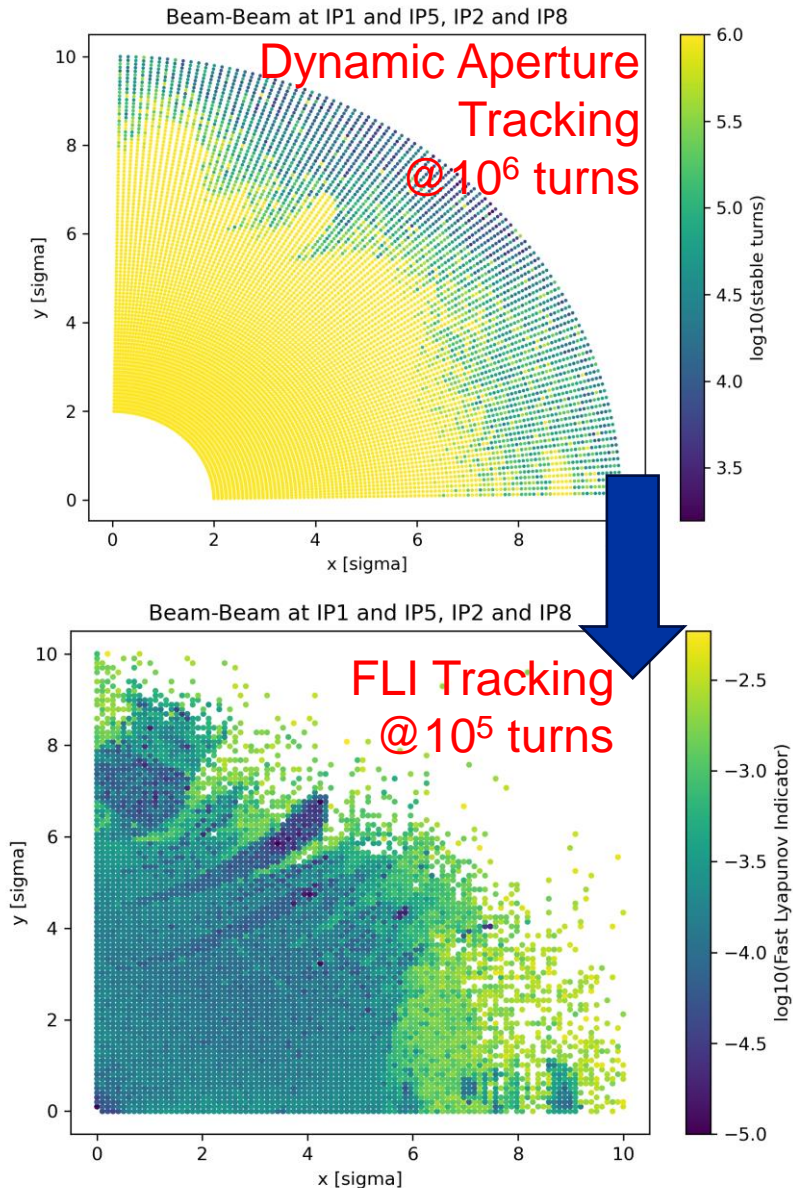 Beam-Beam at IP1 and IP5, IP2 and IP8
Dynamic Aperture
Tracking
@10⁶ turns
y [sigma]
10
8
6
4
2
0
0
2
4
6
8
x [sigma]
6.0
5.5
5.0
4.5
4.0
3.5
log10(stable turns)
Beam-Beam at IP1 and IP5, IP2 and IP8
FLI Tracking
@10⁵ turns
y [sigma]
10
8
6
4
2
0
0
2
4
6
8
10
x [sigma]
−2.5
−3.0
−3.5
−4.0
−4.5
−5.0
log10(Fast Lyapunov Indicator)